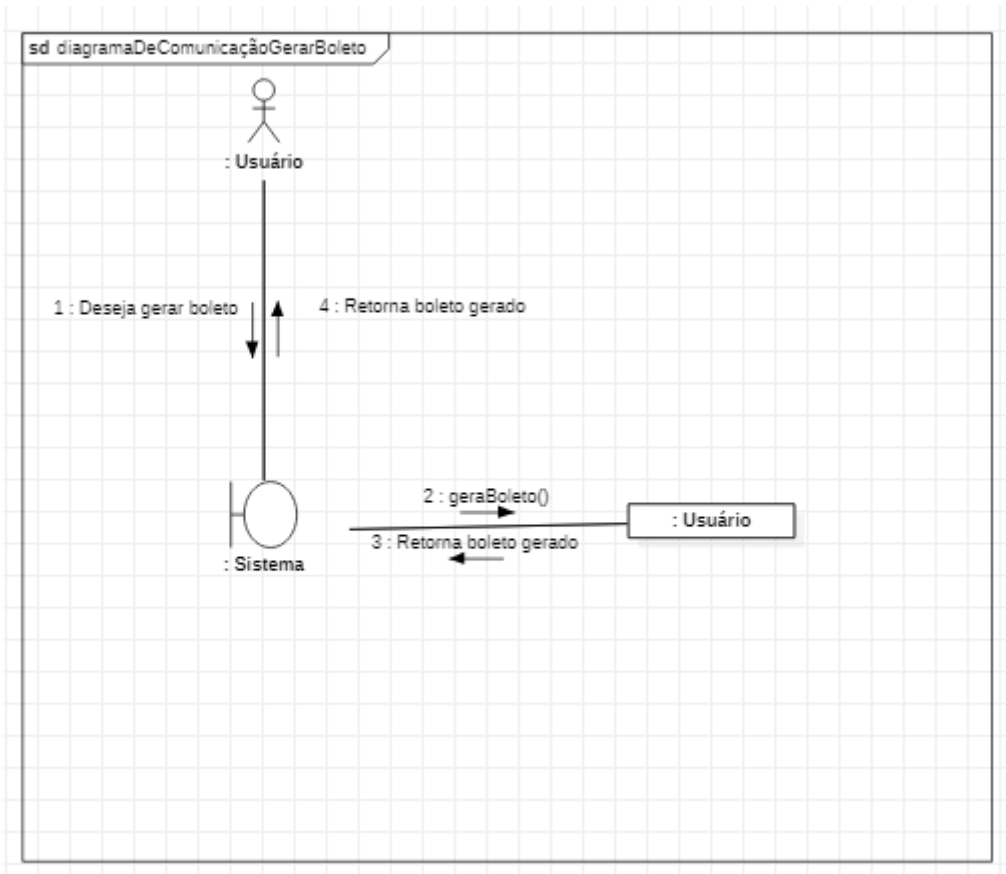 sd diagramaDeComunicaçãoGerarBoleto
: Usuário
1 : Deseja gerar boleto
4 : Retorna boleto gerado
2 : geraBoleto()
: Usuário
3 : Retorna boleto gerado
: Sistema